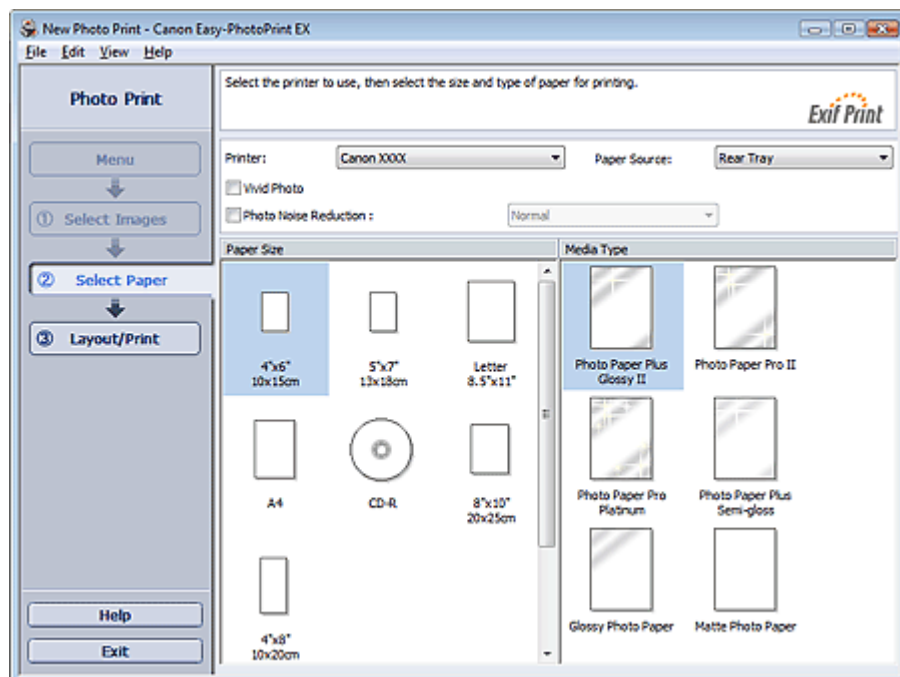 New Photo Print - Canon Easy-PhotoPrint EX
File Edit View Help
Photo Print
Select the printer to use, then select the size and type of paper for printing.
Exif Print
Menu
① Select Images
② Select Paper
③ Layout/Print
Help
Exit
Printer: Canon XXXX Paper Source: Rear Tray
Vivid Photo
Photo Noise Reduction : Normal
Paper Size
4"x6"
10x15cm
5"x7"
13x18cm
Letter
8.5"x11"
A4
CD-R
8"x10"
20x25cm
4"x8"
10x20cm
Media Type
Photo Paper Plus
Glossy II
Photo Paper Pro II
Photo Paper Pro
Platinum
Photo Paper Plus
Semi-gloss
Glossy Photo Paper
Matte Photo Paper